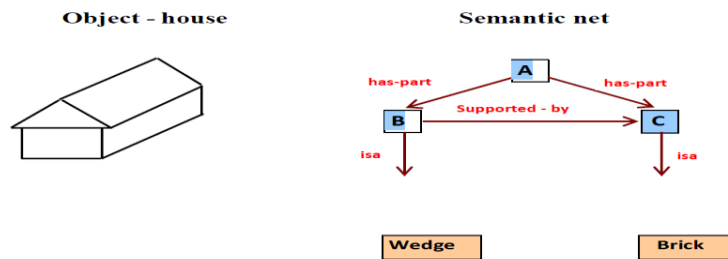 Object - house
Semantic net
A
has-part
has-part
Supported - by
B
C
isa
isa
Wedge
Brick